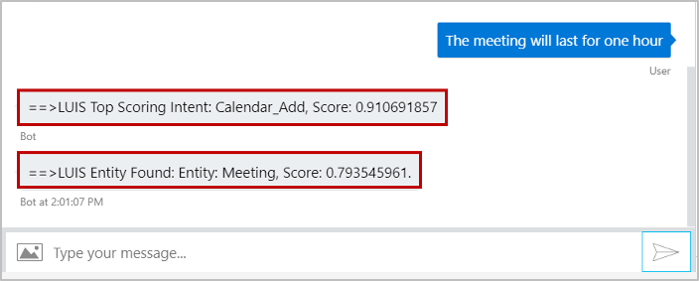 The meeting will last for one hour
User
==>LUIS Top Scoring Intent: Calendar_Add, Score: 0.910691857
Bot
==>LUIS Entity Found: Entity: Meeting, Score: 0.793545961.
Bot at 2:01:07 PM
Type your message...